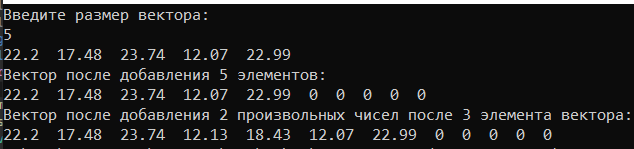 Введите размер вектора:
5
22.2 17.48 23.74 12.07 22.99
Вектор после добавления 5 элементов:
22.2 17.48 23.74 12.07 22.99 0 0 0 0 0
Вектор после добавления 2 произвольных чисел после 3 элемента вектора:
22.2 17.48 23.74 12.13 18.43 12.07 22.99 0 0 0 0 0